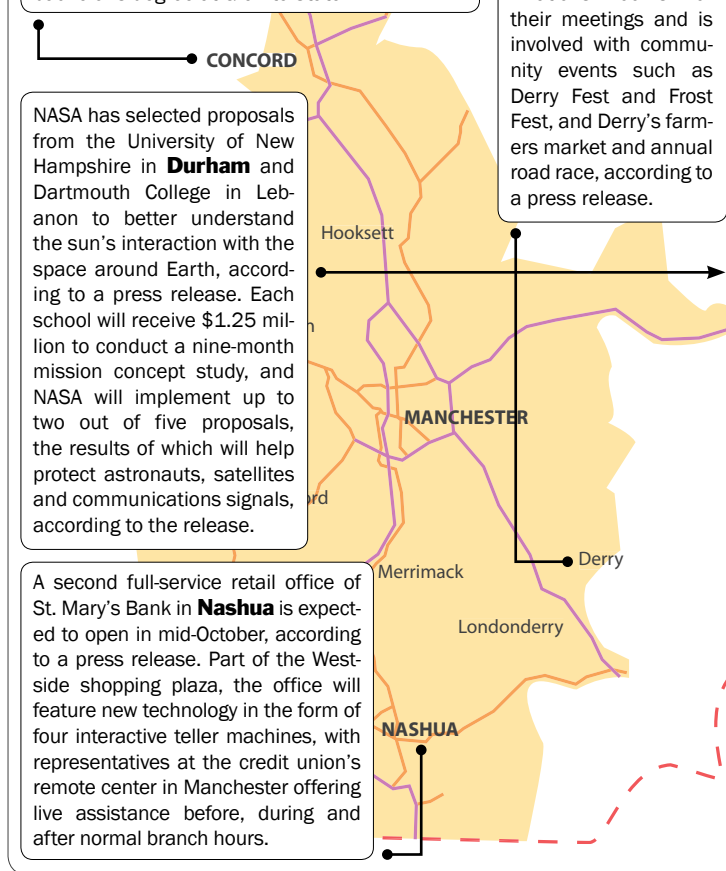 CONCORD
their meetings and is
involved with commu-
nity events such as
Derry Fest and Frost
Fest, and Derry's farm-
ers market and annual
road race, according to
a press release.
NASA has selected proposals
from the University of New
Hampshire in Durham and
Dartmouth College in Leb-
anon to better understand
the sun's interaction with the
space around Earth, accord-
ing to a press release. Each
school will receive $1.25 mil-
lion to conduct a nine-month
mission concept study, and
NASA will implement up to
two out of five proposals,
the results of which will help
protect astronauts, satellites
and communications signals,
according to the release.
Hooksett
MANCHESTER
Merrimack
Derry
Londonderry
A second full-service retail office of
St. Mary's Bank in Nashua is expect-
ed to open in mid-October, according
to a press release. Part of the West-
side shopping plaza, the office will
feature new technology in the form of
four interactive teller machines, with
representatives at the credit union's
remote center in Manchester offering
live assistance before, during and
after normal branch hours.
NASHUA